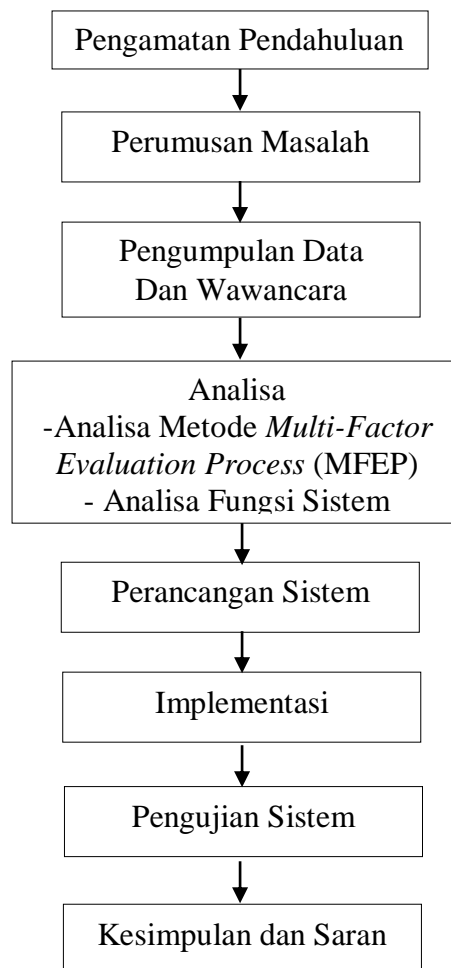 Pengamatan Pendahuluan
Perumusan Masalah
Pengumpulan Data
Dan Wawancara
Analisa
-Analisa Metode Multi-Factor
Evaluation Process (MFEP)
- Analisa Fungsi Sistem
Perancangan Sistem
Implementasi
Pengujian Sistem
Kesimpulan dan Saran